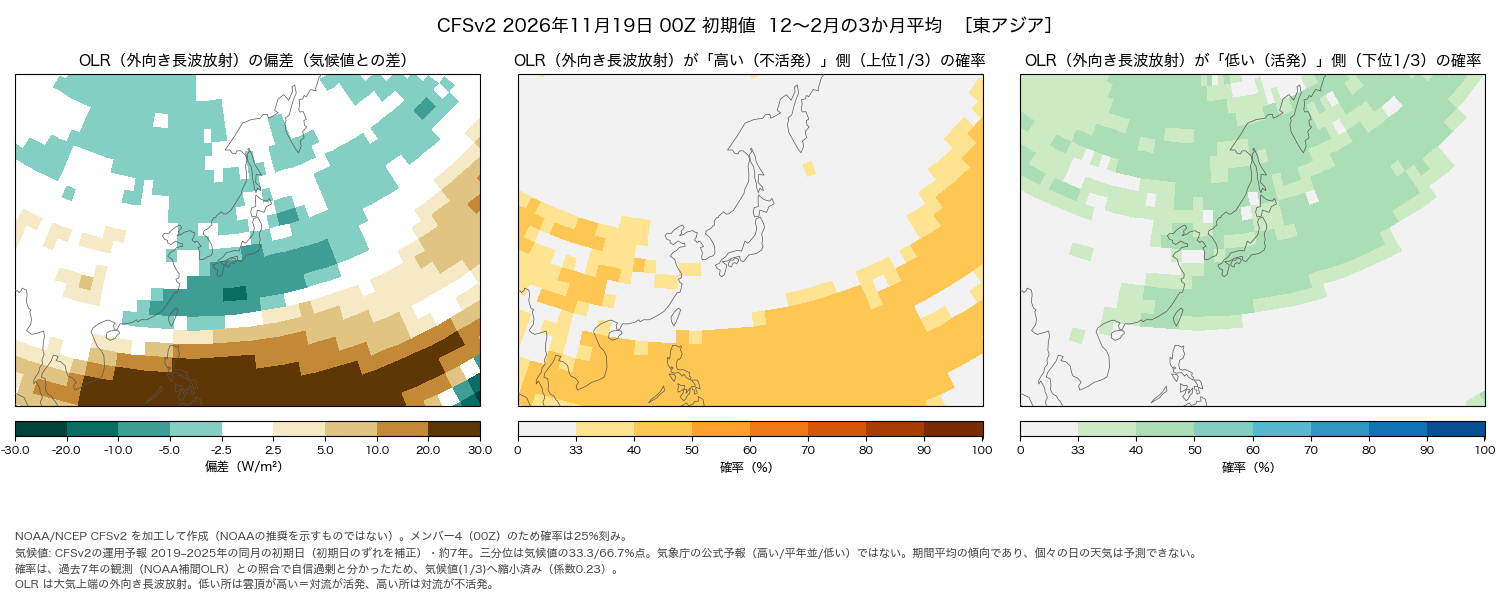 CFSv2 2026年11月19日 00Z 初期値 12〜2月の3か月平均 ［東アジア］
OLR（外向き長波放射）の偏差（気候値との差）
OLR（外向き長波放射）が「高い（不活発）」側（上位1/3）の確率
OLR（外向き長波放射）が「低い（活発）」側（下位1/3）の確率
-30.0 -20.0 -10.0 -5.0 -2.5 2.5 5.0 10.0 20.0 30.0
偏差（W/m²）
0 33 40 50 60 70 80 90 100
確率（%）
0 33 40 50 60 70 80 90 100
確率（%）
NOAA/NCEP CFSv2 を加工して作成（NOAAの推奨を示すものではない）。メンバー4（00Z）のため確率は25%刻み。
気候値: CFSv2の運用予報 2019–2025年の同月の初期日（初期日のずれを補正）・約7年。三分位は気候値の33.3/66.7%点。気象庁の公式予報（高い/平年並/低い）ではない。期間平均の傾向であり、個々の日の天気は予測できない。
確率は、過去7年の観測（NOAA補間OLR）との照合で自信過剰と分かったため、気候値(1/3)へ縮小済み（係数0.23）。
OLR は大気上端の外向き長波放射。低い所は雲頂が高い＝対流が活発、高い所は対流が不活発。